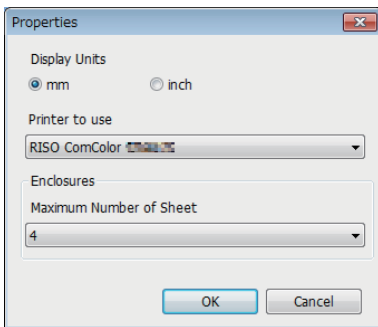 Properties
Display Units
mm inch
Printer to use
RISO ComColor
Enclosures
Maximum Number of Sheet
4
OK Cancel